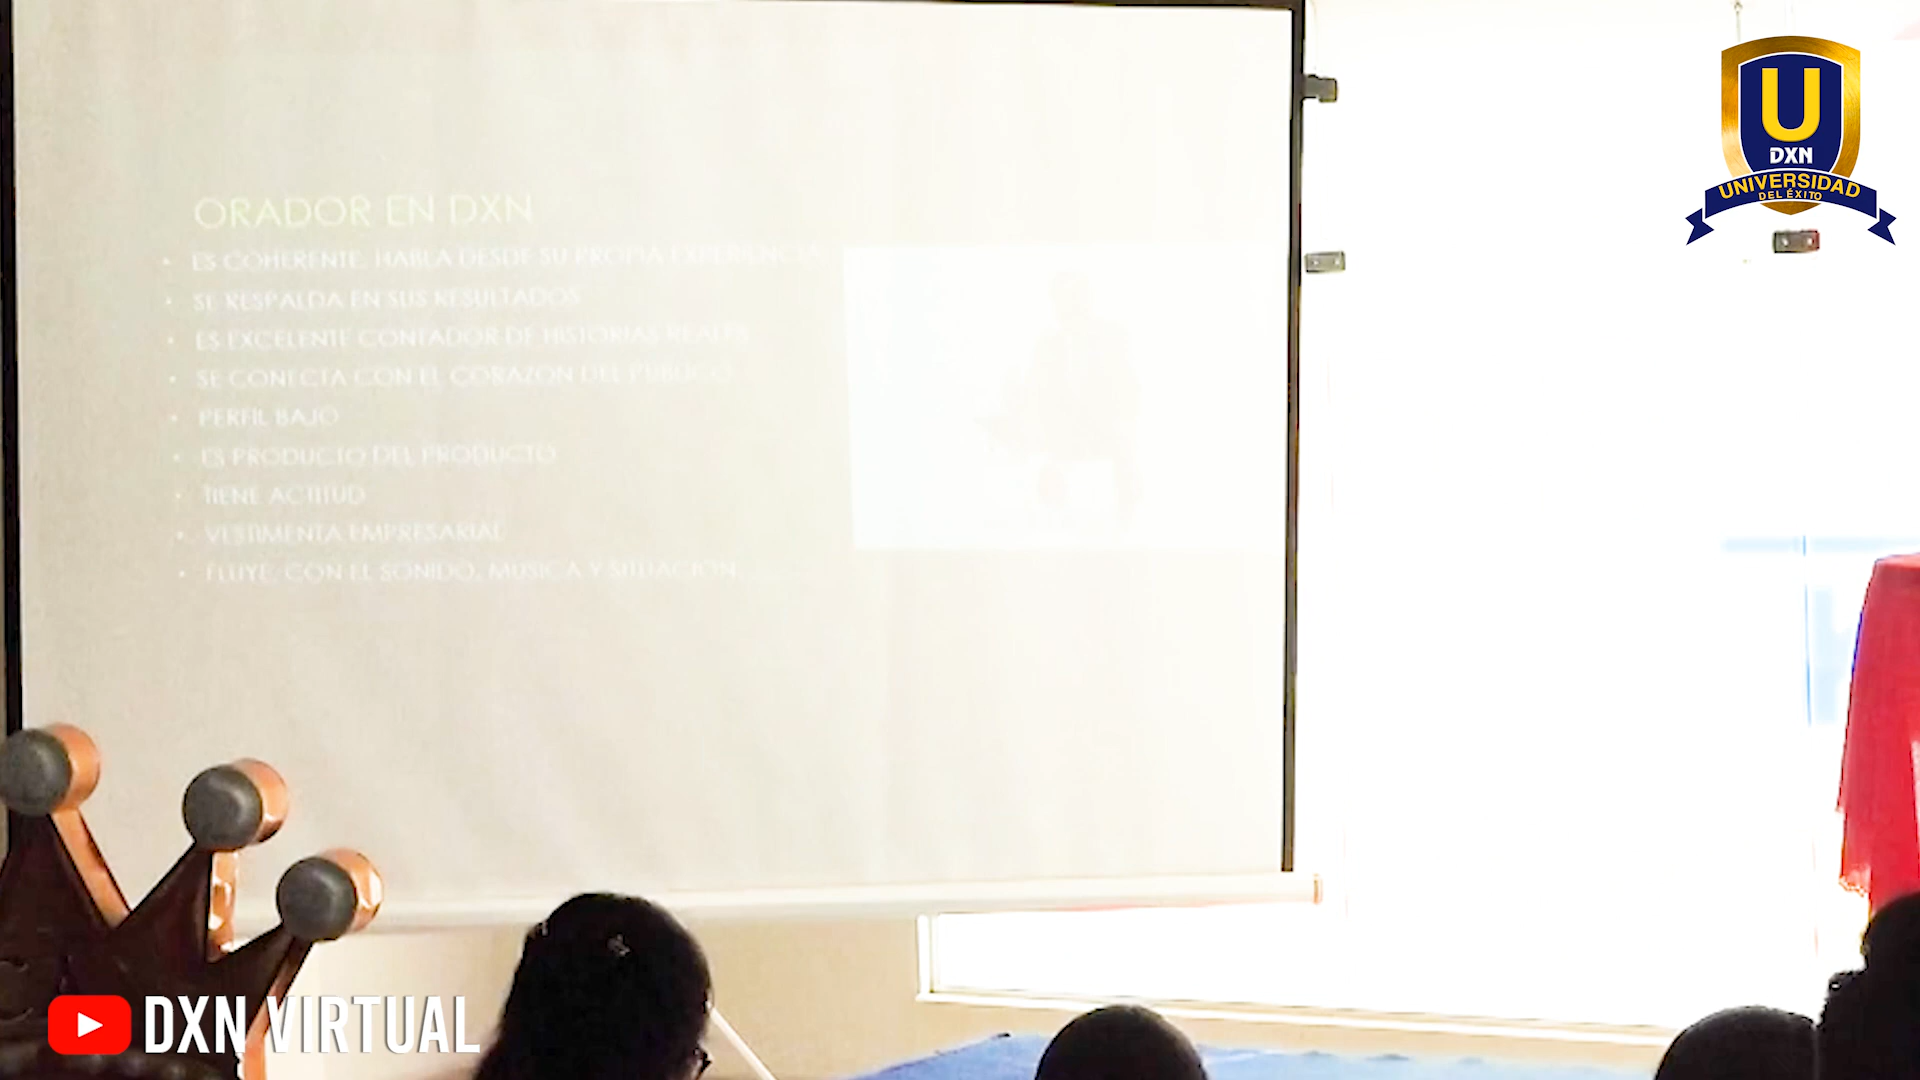 ORADOR EN DXN
• ES COHERENTE, HABLA DESDE SU PROPIA EXPERIENCIA
• SE RESPALDA EN SUS RESULTADOS
• ES EXCELENTE CONTADOR DE HISTORIAS REALES
• SE CONECTA CON EL CORAZON DEL PUBLICO
• PERFIL BAJO
• ES PRODUCTO DEL PRODUCTO
• TIENE ACTITUD
• VESTIMENTA EMPRESARIAL
• FLUYE, CON EL SONIDO, MUSICA Y SITUACION
U
DXN
UNIVERSIDAD
DEL ÉXITO
DXN VIRTUAL